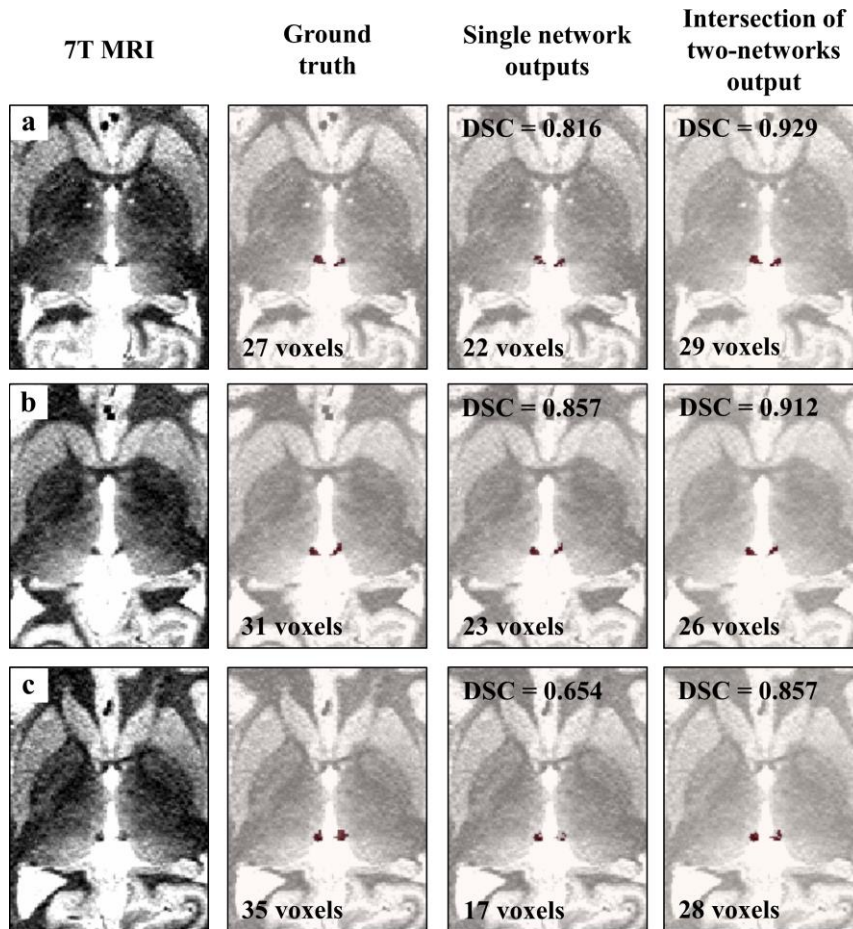 7T MRI
Ground
truth
Single network
outputs
Intersection of
two-networks
output
a
27 voxels
DSC = 0.816
22 voxels
DSC = 0.929
29 voxels
b
31 voxels
DSC = 0.857
23 voxels
DSC = 0.912
26 voxels
c
35 voxels
DSC = 0.654
17 voxels
DSC = 0.857
28 voxels